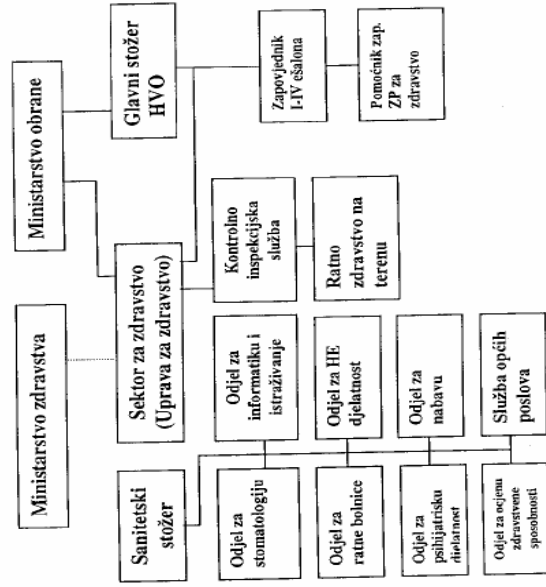 Ministarstvo zdravstva
Ministarstvo obrane
Sektor za zdravstvo
(Uprava za zdravstvo)
Glavni stožer
HVO
Sanitetski
stožer
Odjel za
informatiku i
istraživanje
Kontrolno
inspekcijska
služba
Zapovjednik
I-IV ešalona
Odjel za
stomatologiju
Odjel za HE
djelatnost
Ratno
zdravstvo na
terenu
Pomoćnik zap.
ZP za
zdravstvo
Odjel za
ratne bolnice
Odjel za
nabavu
Odjel za
psihijatrisku
djelatnost
Služba općih
poslova
Odjel za ocjenu
zdravstvene
sposobnosti